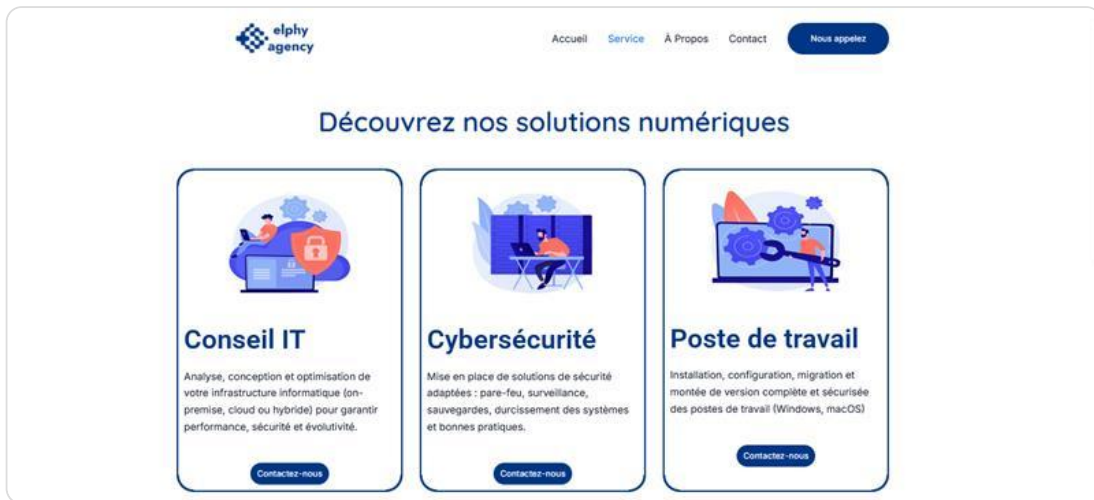 elphy
agency
Accueil Service À Propos Contact Nous appelez
Découvrez nos solutions numériques
Conseil IT
Analyse, conception et optimisation de
votre infrastructure informatique (on-
premise, cloud ou hybride) pour garantir
performance, sécurité et évolutivité.
Contactez-nous
Cybersécurité
Mise en place de solutions de sécurité
adaptées : pare-feu, surveillance,
sauvegardes, durcissement des systèmes
et bonnes pratiques.
Contactez-nous
Poste de travail
Installation, configuration, migration et
montée de version complète et sécurisée
des postes de travail (Windows, macOS)
Contactez-nous